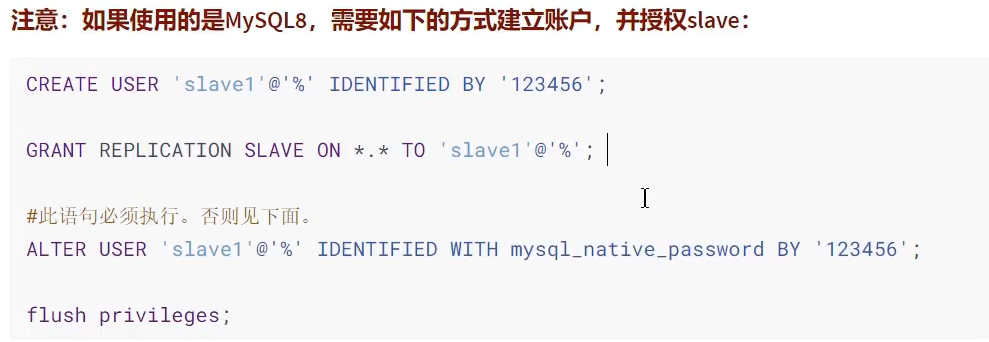 注意：如果使用的是MySQL8，需要如下的方式建立账户，并授权slave：
CREATE USER 'slave1'@'%' IDENTIFIED BY '123456';
GRANT REPLICATION SLAVE ON *.* TO 'slave1'@'%';
#此语句必须执行。否则见下面。
ALTER USER 'slave1'@'%' IDENTIFIED WITH mysql_native_password BY '123456';
flush privileges;